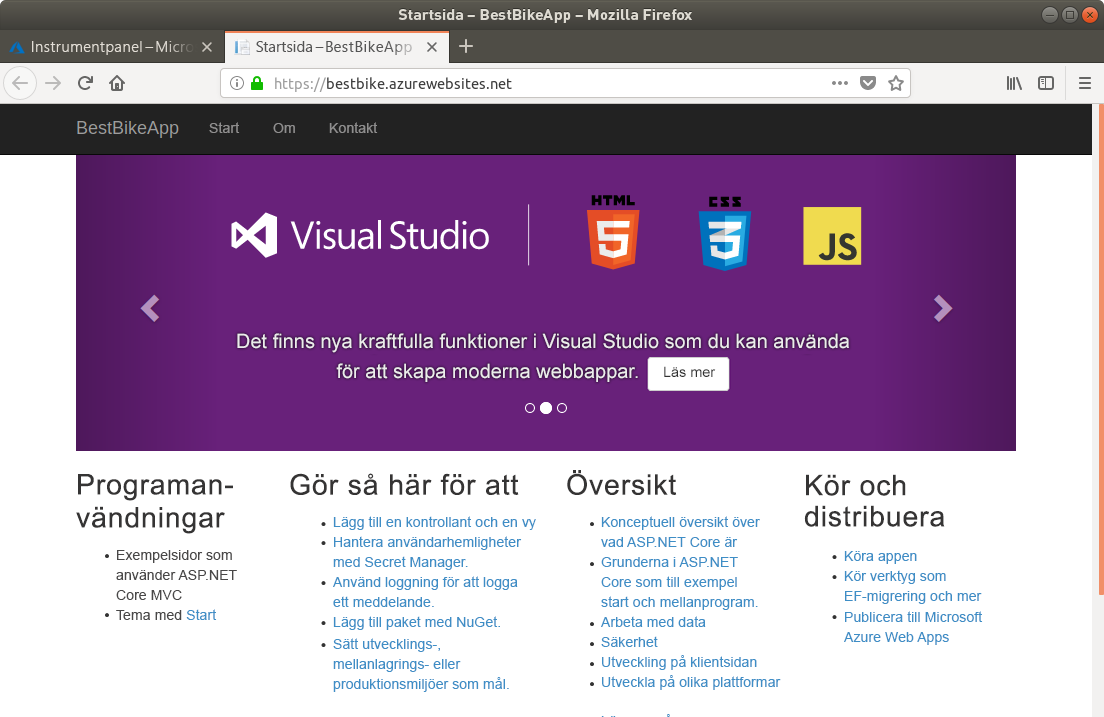 Startsida – BestBikeApp – Mozilla Firefox
Instrumentpanel – Micro
Startsida – BestBikeApp
https://bestbike.azurewebsites.net
BestBikeApp
Start
Om
Kontakt
Visual Studio
HTML
5
CSS
3
JS
Det finns nya kraftfulla funktioner i Visual Studio som du kan använda
för att skapa moderna webbappar. Läs mer
Programan-
vändningar
Exempelsidor som
använder ASP.NET
Core MVC
Tema med Start
Gör så här för att
Lägg till en kontrollant och en vy
Hantera användarhemligheter
med Secret Manager.
Använd loggning för att logga
ett meddelande.
Lägg till paket med NuGet.
Sätt utvecklings-,
mellanlagrings- eller
produktionsmiljöer som mål.
Översikt
Konceptuell översikt över
vad ASP.NET Core är
Grunderna i ASP.NET
Core som till exempel
start och mellanprogram.
Arbeta med data
Säkerhet
Utveckling på klientsidan
Utveckla på olika plattformar
Kör och
distribuera
Köra appen
Kör verktyg som
EF-migrering och mer
Publicera till Microsoft
Azure Web Apps